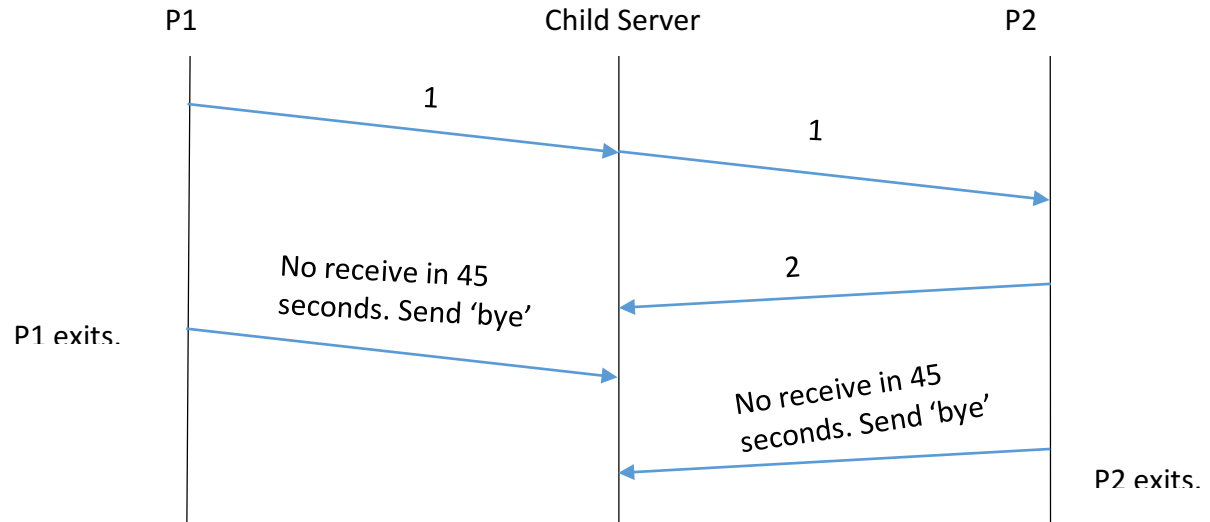 P1
Child Server
P2
1
1
No receive in 45
seconds. Send ‘bye’
2
P1 exits.
No receive in 45
seconds. Send ‘bye’
P2 exits.